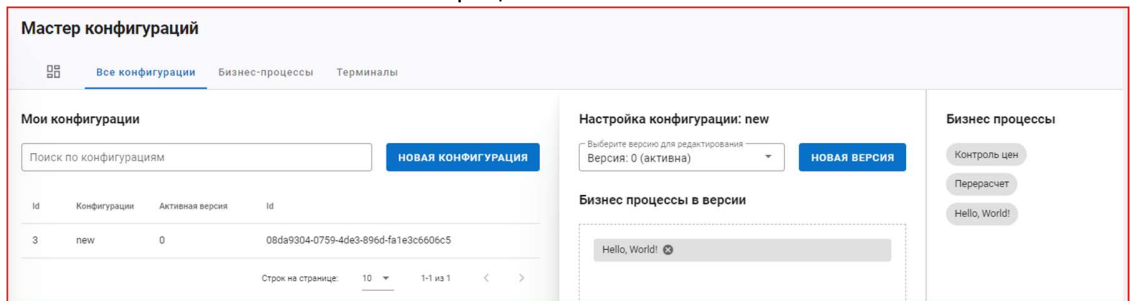 Мастер конфигураций
Все конфигурации Бизнес-процессы Терминалы
Мои конфигурации
Поиск по конфигурациям НОВАЯ КОНФИГУРАЦИЯ
Id Конфигурации Активная версия Id
3 new 0 08da9304-0759-4de3-896d-fa1e3c6606c5
Строк на странице: 10 1-1 из 1
Настройка конфигурации: new
Выберите версию для редактирования
Версия: 0 (активна) НОВАЯ ВЕРСИЯ
Бизнес процессы в версии
Hello, World!
Бизнес процессы
Контроль цен
Перерасчет
Hello, World!